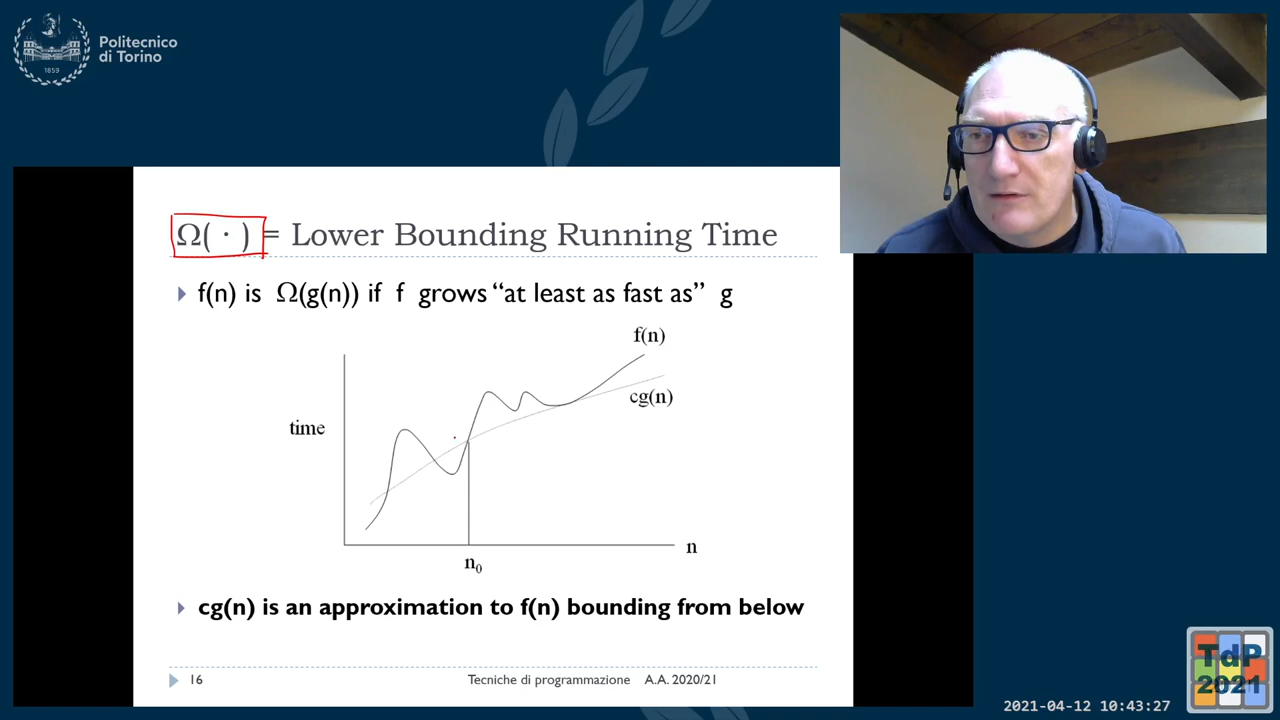 Politecnico
di Torino
1859
Ω( · ) = Lower Bounding Running Time
f(n) is Ω(g(n)) if f grows “at least as fast as” g
f(n)
cg(n)
time
n
n₀
cg(n) is an approximation to f(n) bounding from below
16
Tecniche di programmazione A.A. 2020/21
TdP
2021
2021-04-12 10:43:27